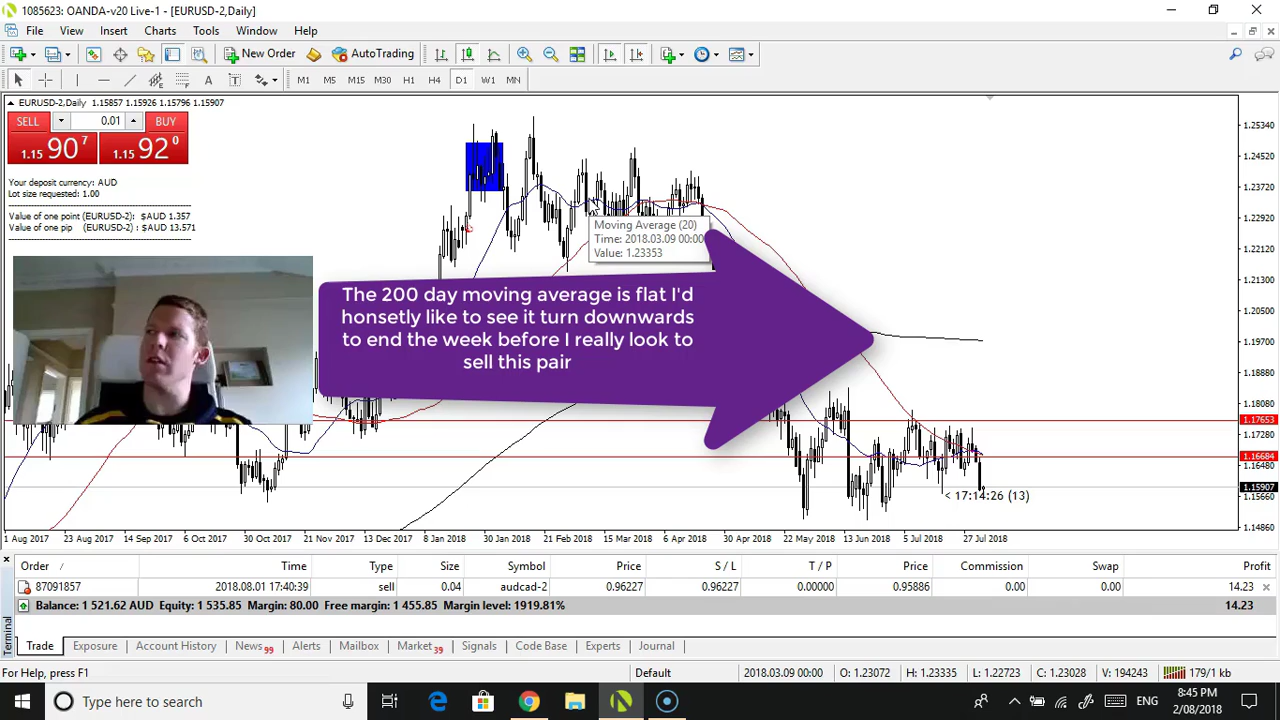 1085623: OANDA-v20 Live-1 - [EURUSD-2,Daily]
File View Insert Charts Tools Window Help
New Order AutoTrading
M1 M5 M15 M30 H1 H4 D1 W1 MN
EURUSD-2,Daily 1.15857 1.15926 1.15796 1.15907
SELL 0.01 BUY
1.15 90 7 1.15 92 0
Your deposit currency: AUD
Lot size requested: 1.00
Value of one point (EURUSD-2): $AUD 1.357
Value of one pip (EURUSD-2): $AUD 13.571
Moving Average (20)
Time: 2018.03.09 00:00
Value: 1.23353
The 200 day moving average is flat I'd
honsetly like to see it turn downwards
to end the week before I really look to
sell this pair
1.25340
1.24520
1.23720
1.22920
1.22100
1.21300
1.20500
1.19700
1.18880
1.18080
1.17653
1.17280
1.16684
1.16480
1.15907
1.15660
1.14860
< 17:14:26 (13)
1 Aug 2017 23 Aug 2017 14 Sep 2017 6 Oct 2017 30 Oct 2017 21 Nov 2017 13 Dec 2017 8 Jan 2018 30 Jan 2018 21 Feb 2018 15 Mar 2018 6 Apr 2018 30 Apr 2018 22 May 2018 13 Jun 2018 5 Jul 2018 27 Jul 2018
Order / Time Type Size Symbol Price S / L T / P Price Commission Swap Profit
87091857 2018.08.01 17:40:39 sell 0.04 audcad-2 0.96227 0.96227 0.00000 0.95886 0.00 0.00 14.23
Balance: 1 521.62 AUD Equity: 1 535.85 Margin: 80.00 Free margin: 1 455.85 Margin level: 1919.81% 14.23
Terminal
Trade Exposure Account History News 99 Alerts Mailbox Market 39 Signals Code Base Experts Journal
For Help, press F1 Default 2018.03.09 00:00 O: 1.23072 H: 1.23335 L: 1.22723 C: 1.23028 V: 194243 179/1 kb
Type here to search
ENG
8:45 PM
2/08/2018